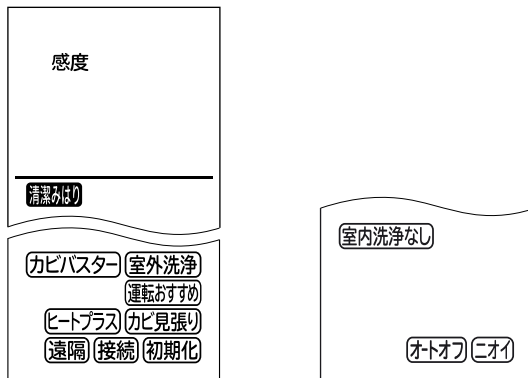 感度
清潔みはり
カビバスター 室外洗浄
運転おすすめ
ヒートプラス カビ見張り
遠隔 接続 初期化
室内洗浄なし
オートオフ ニオイ